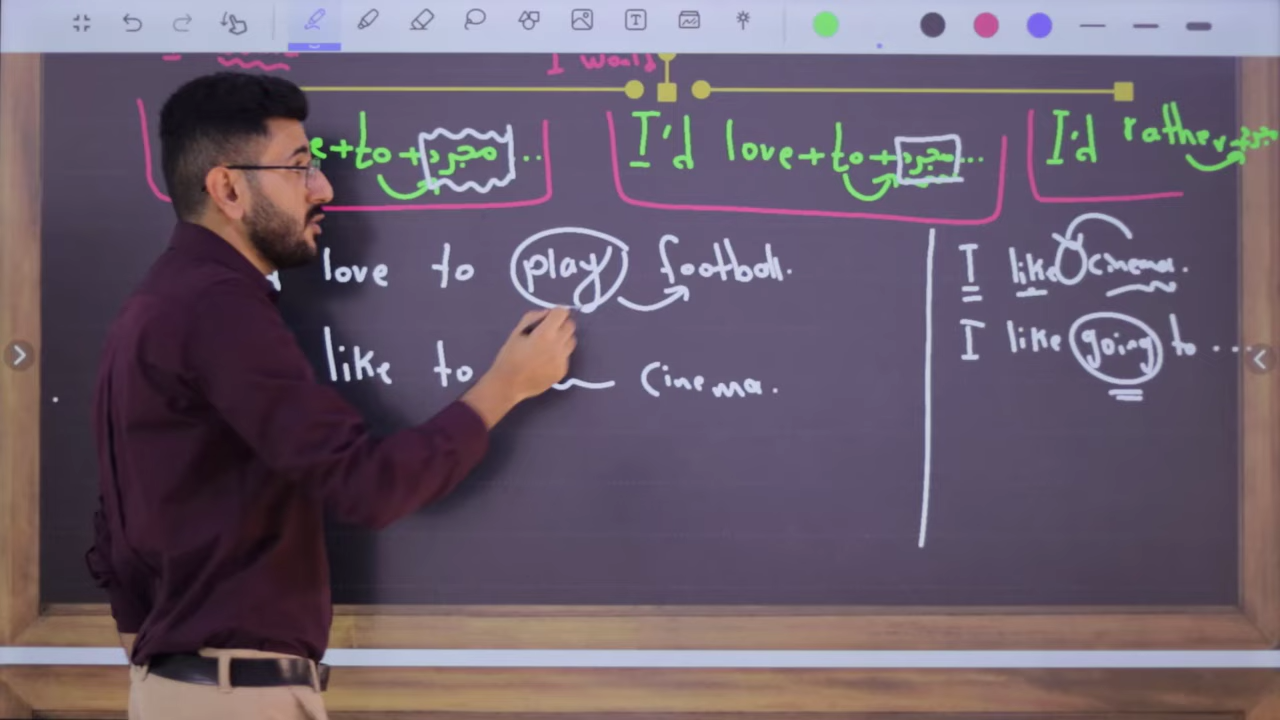 I would
e+to+مجرد..
I'd love+to+مجرد...
I'd rather+مجرد
love to play football.
like to cinema.
I like cinema.
I like going to ...